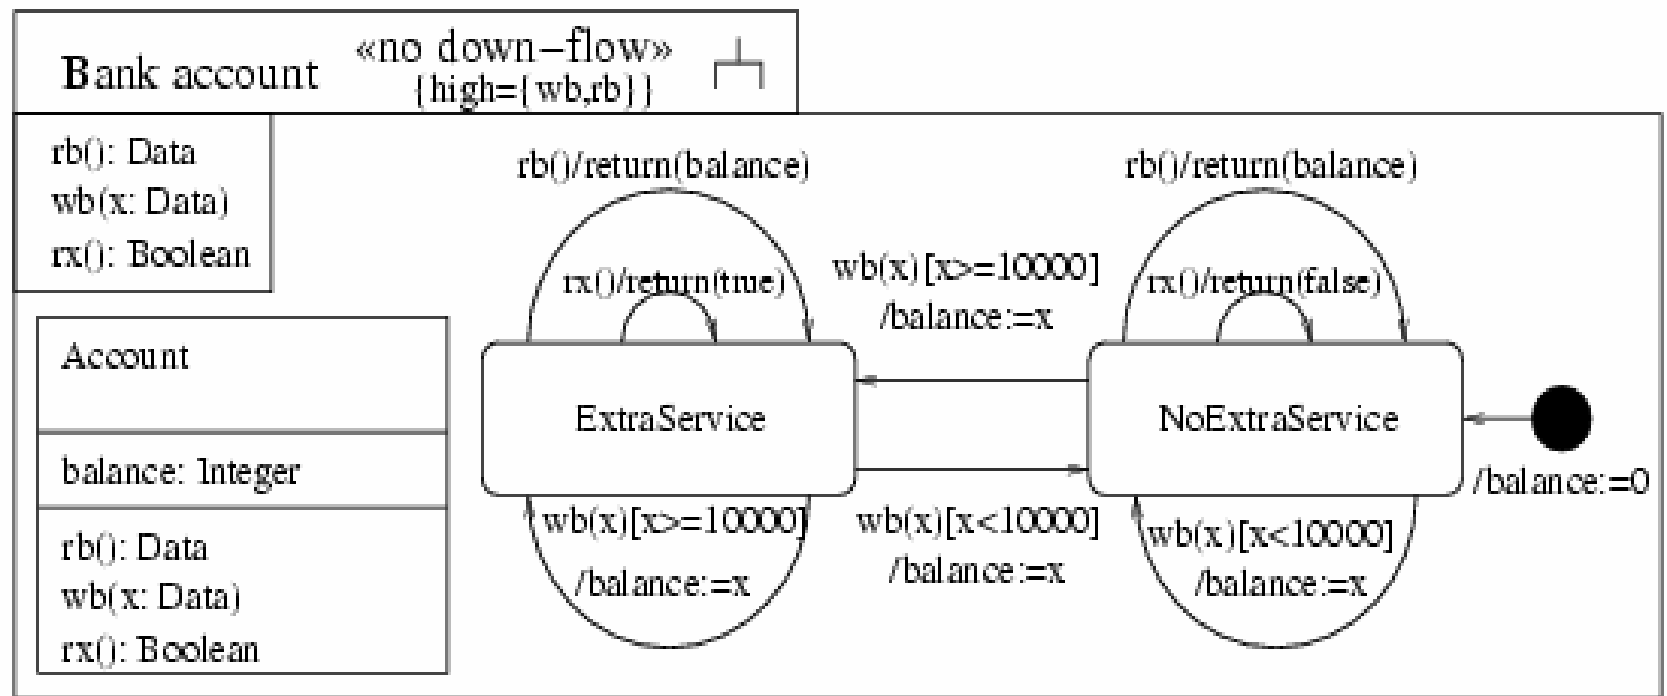 Bank account
«no down–flow»
{high={wb,rb}}
rb(): Data
wb(x: Data)
rx(): Boolean
Account
balance: Integer
rb(): Data
wb(x: Data)
rx(): Boolean
rb()/return(balance)
rx()/return(true)
ExtraService
wb(x)[x>=10000]
/balance:=x
wb(x)[x>=10000]
/balance:=x
wb(x)[x<10000]
/balance:=x
rb()/return(balance)
rx()/return(false)
NoExtraService
wb(x)[x<10000]
/balance:=x
/balance:=0